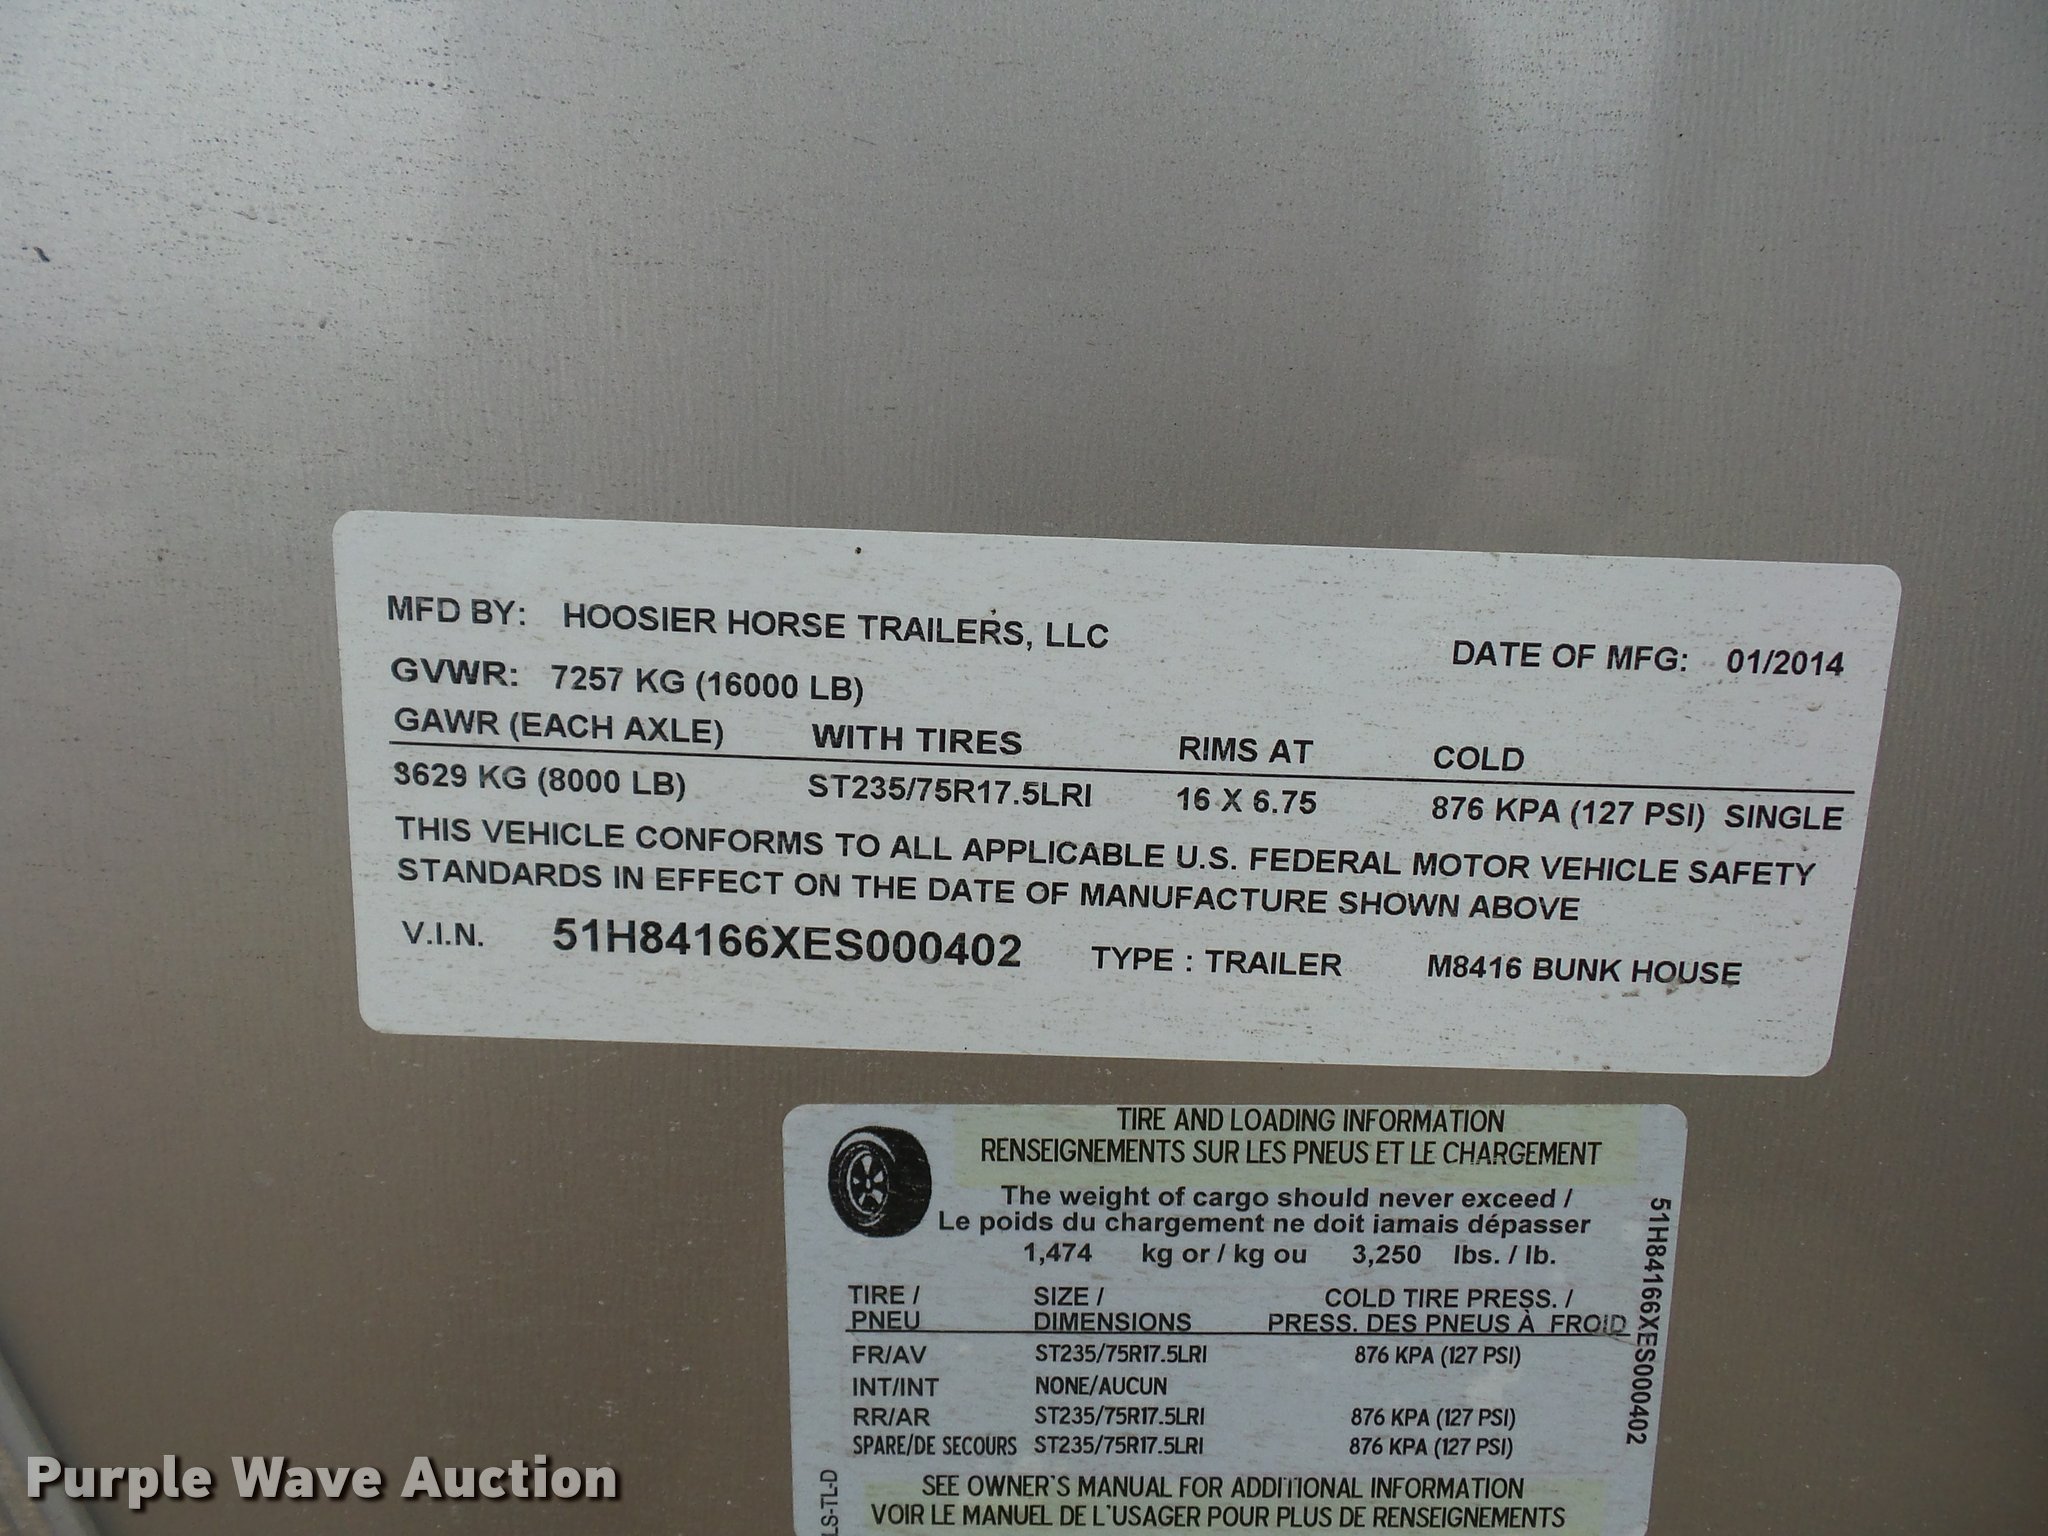 MFD BY: HOOSIER HORSE TRAILERS, LLC
DATE OF MFG: 01/2014
GVWR: 7257 KG (16000 LB)
GAWR (EACH AXLE) WITH TIRES RIMS AT COLD
3629 KG (8000 LB) ST235/75R17.5LRI 16 X 6.75 876 KPA (127 PSI) SINGLE
THIS VEHICLE CONFORMS TO ALL APPLICABLE U.S. FEDERAL MOTOR VEHICLE SAFETY
STANDARDS IN EFFECT ON THE DATE OF MANUFACTURE SHOWN ABOVE
V.I.N. 51H84166XES000402 TYPE : TRAILER M8416 BUNK HOUSE
TIRE AND LOADING INFORMATION
RENSEIGNEMENTS SUR LES PNEUS ET LE CHARGEMENT
The weight of cargo should never exceed /
Le poids du chargement ne doit iamais dépasser
1,474 kg or / kg ou 3,250 lbs. / lb.
TIRE / SIZE / COLD TIRE PRESS. /
PNEU DIMENSIONS PRESS. DES PNEUS À FROID
FR/AV ST235/75R17.5LRI 876 KPA (127 PSI)
INT/INT NONE/AUCUN
RR/AR ST235/75R17.5LRI 876 KPA (127 PSI)
SPARE/DE SECOURS ST235/75R17.5LRI 876 KPA (127 PSI)
SEE OWNER'S MANUAL FOR ADDITIONAL INFORMATION
VOIR LE MANUEL DE L'USAGER POUR PLUS DE RENSEIGNEMENTS
51H84166XES000402
LS-TL-D
Purple Wave Auction